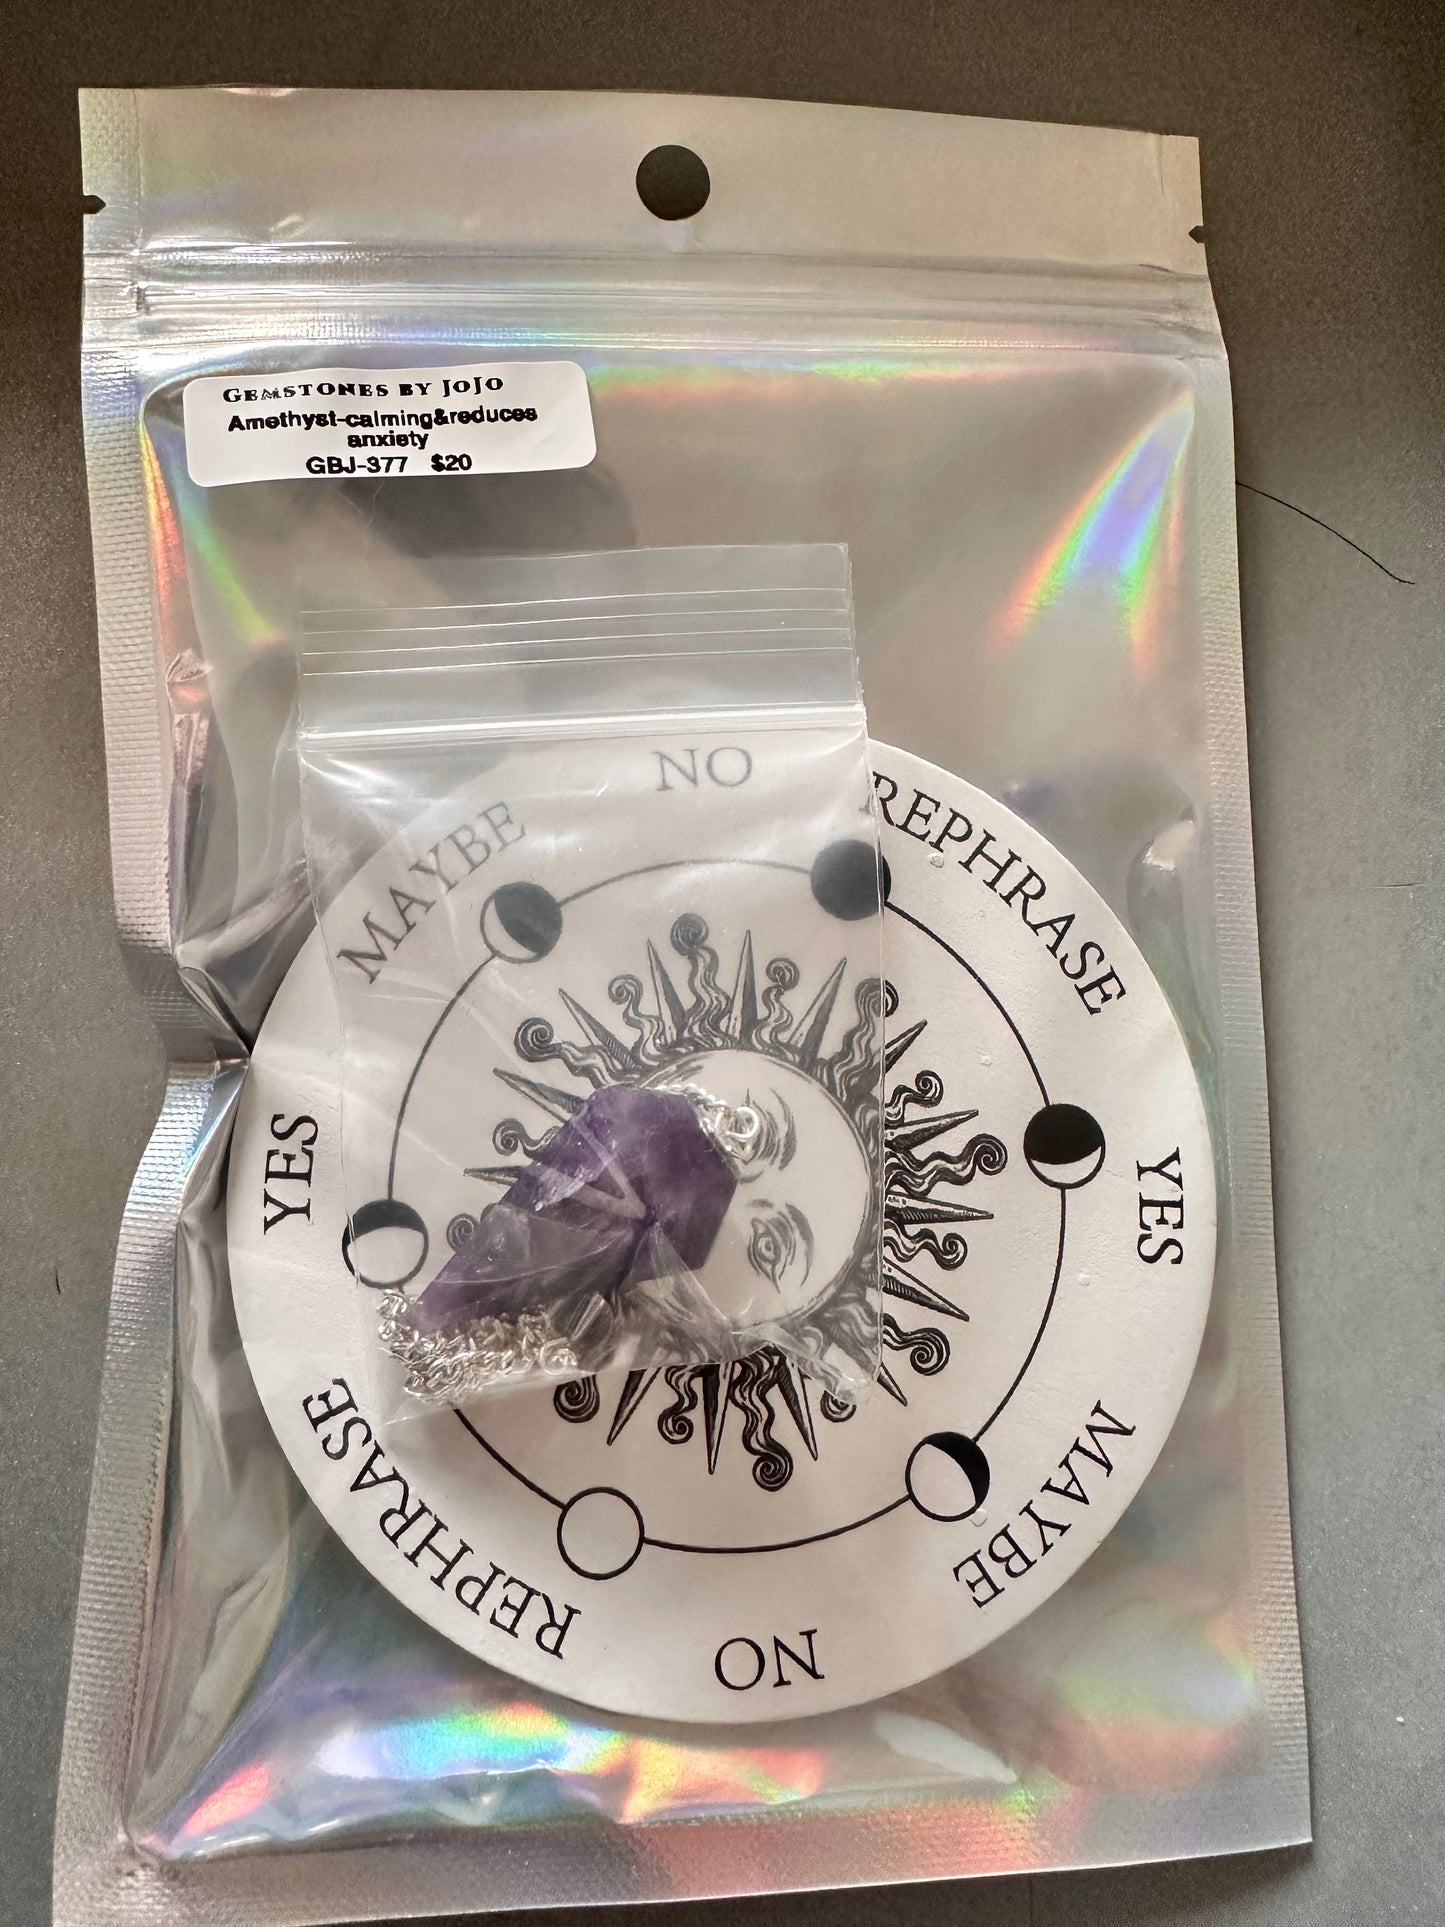 GEMSTONES BY JOJO
Amethyst-calming&reduces
anxiety
GBJ-377 $20
NO
REPHRASE
YES
MAYBE
NO
REPHRASE
YES
MAYBE